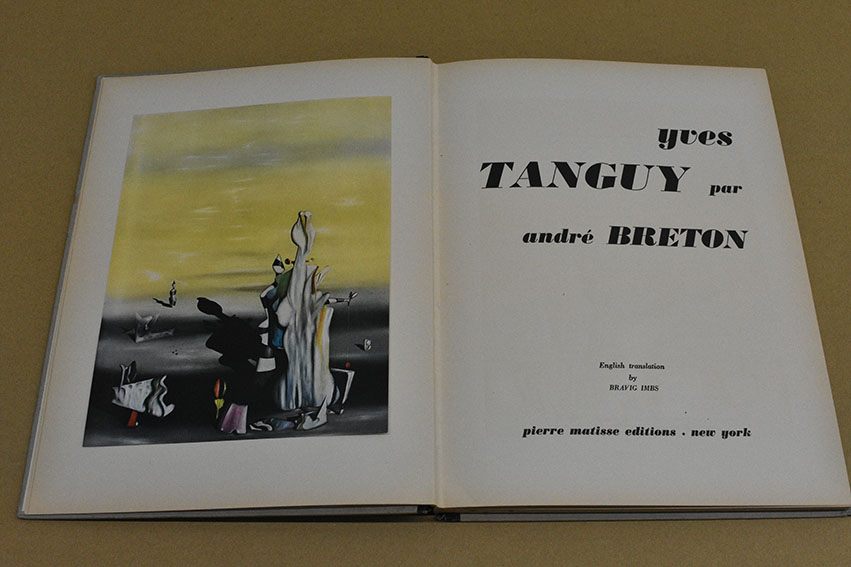 yves
TANGUY par
andré BRETON
English translation
by
BRAVIG IMBS
pierre matisse editions . new york